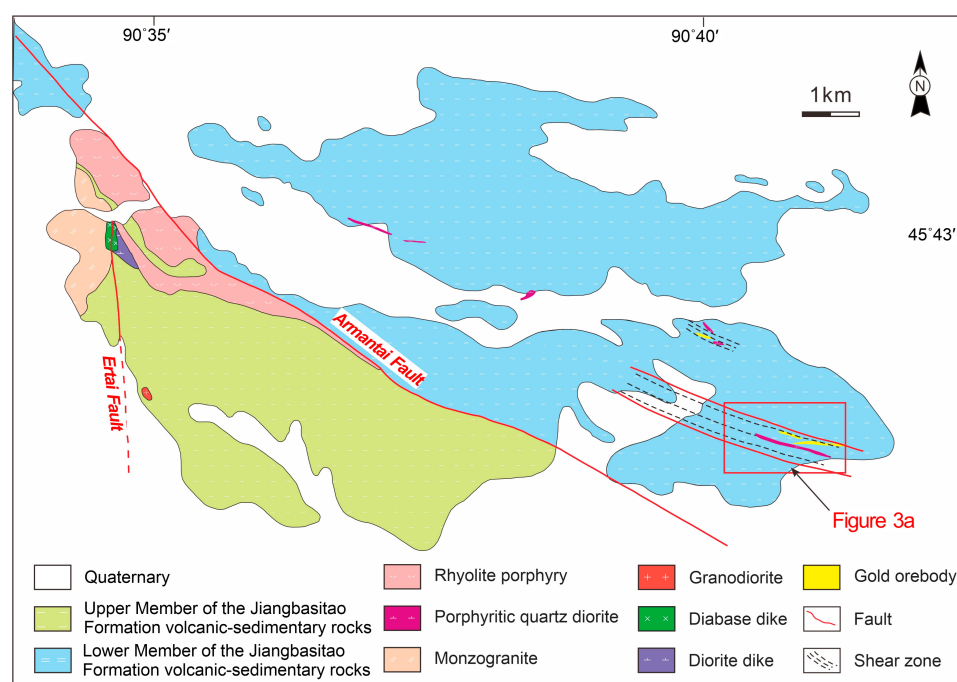 90°35′
90°40′
1km
N
45°43′
Armantai Fault
Ertai Fault
Figure 3a
Quaternary
Upper Member of the Jiangbasitao
Formation volcanic-sedimentary rocks
Lower Member of the Jiangbasitao
Formation volcanic-sedimentary rocks
Rhyolite porphyry
Porphyritic quartz diorite
Monzogranite
Granodiorite
Diabase dike
Diorite dike
Gold orebody
Fault
Shear zone